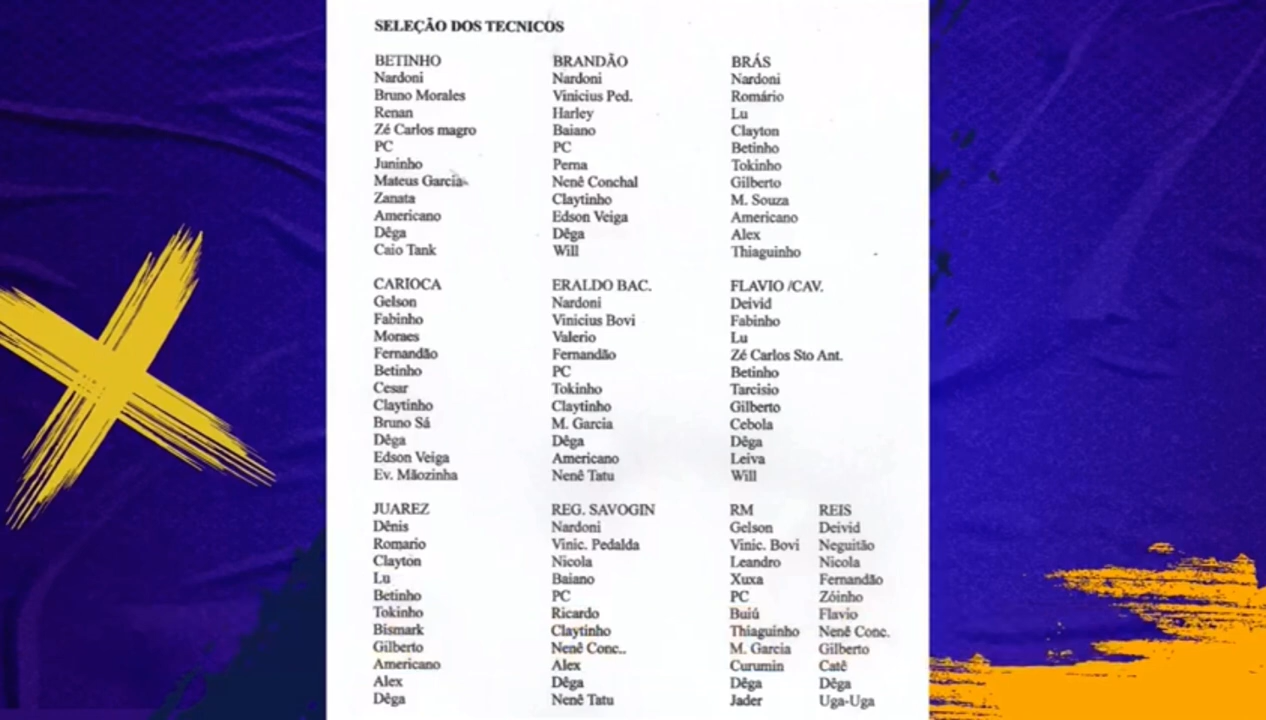 SELEÇÃO DOS TECNICOS
BETINHO
Nardoni
Bruno Morales
Renan
Zé Carlos magro
PC
Juninho
Mateus Garcia
Zanata
Americano
Dêga
Caio Tank
BRANDÃO
Nardoni
Vinicius Ped.
Harley
Baiano
PC
Perna
Nenê Conchal
Claytinho
Edson Veiga
Dêga
Will
BRÁS
Nardoni
Romário
Lu
Clayton
Betinho
Tokinho
Gilberto
M. Souza
Americano
Alex
Thiaguinho
CARIOCA
Gelson
Fabinho
Moraes
Fernandão
Betinho
Cesar
Claytinho
Bruno Sá
Dêga
Edson Veiga
Ev. Mãozinha
ERALDO BAC.
Nardoni
Vinicius Bovi
Valerio
Fernandão
PC
Tokinho
Claytinho
M. Garcia
Dêga
Americano
Nenê Tatu
FLAVIO /CAV.
Deivid
Fabinho
Lu
Zé Carlos Sto Ant.
Betinho
Tarcisio
Gilberto
Cebola
Dêga
Leiva
Will
JUAREZ
Dênis
Romario
Clayton
Lu
Betinho
Tokinho
Bismark
Gilberto
Americano
Alex
Dêga
REG. SAVOGIN
Nardoni
Vinic. Pedalda
Nicola
Baiano
PC
Ricardo
Claytinho
Nenê Conc..
Alex
Dêga
Nenê Tatu
RM
Gelson
Vinic. Bovi
Leandro
Xuxa
PC
Buiú
Thiaguinho
M. Garcia
Curumin
Dêga
Jader
REIS
Deivid
Neguitão
Nicola
Fernandão
Zóinho
Flavio
Nenê Conc.
Gilberto
Catê
Dêga
Uga-Uga